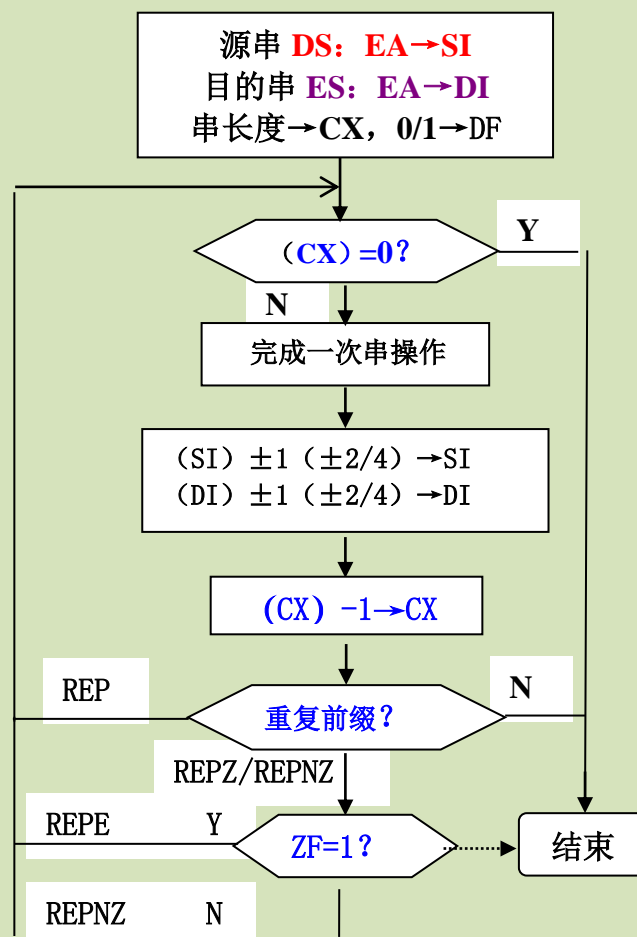 源串 DS：EA→SI
目的串 ES：EA→DI
串长度→CX，0/1→DF
（CX）=0？
Y
N
完成一次串操作
（SI）±1（±2/4）→SI
（DI）±1（±2/4）→DI
（CX）-1→CX
REP
重复前缀？
N
REPZ/REPNZ
REPE Y
ZF=1？
结束
REPNZ N